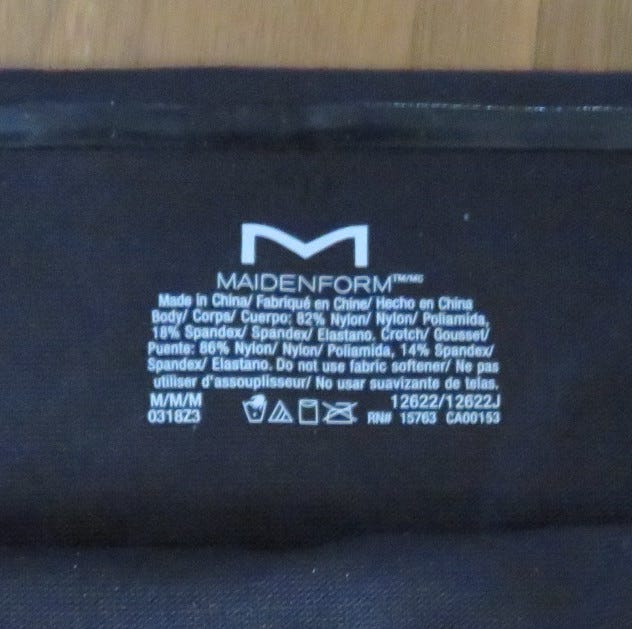 M
MAIDENFORM™/MC
Made in China/ Fabriqué en Chine/ Hecho en China
Body/ Corps/ Cuerpo: 82% Nylon/ Nylon/ Poliamida,
18% Spandex/ Spandex/ Elastano. Crotch/ Gousset/
Puente: 86% Nylon/ Nylon/ Poliamida, 14% Spandex/
Spandex/ Elastano. Do not use fabric softener/ Ne pas
utiliser d'assouplisseur/ No usar suavizante de telas.
M/M/M 12622/12622J
0318Z3 RN# 15763 CA00153